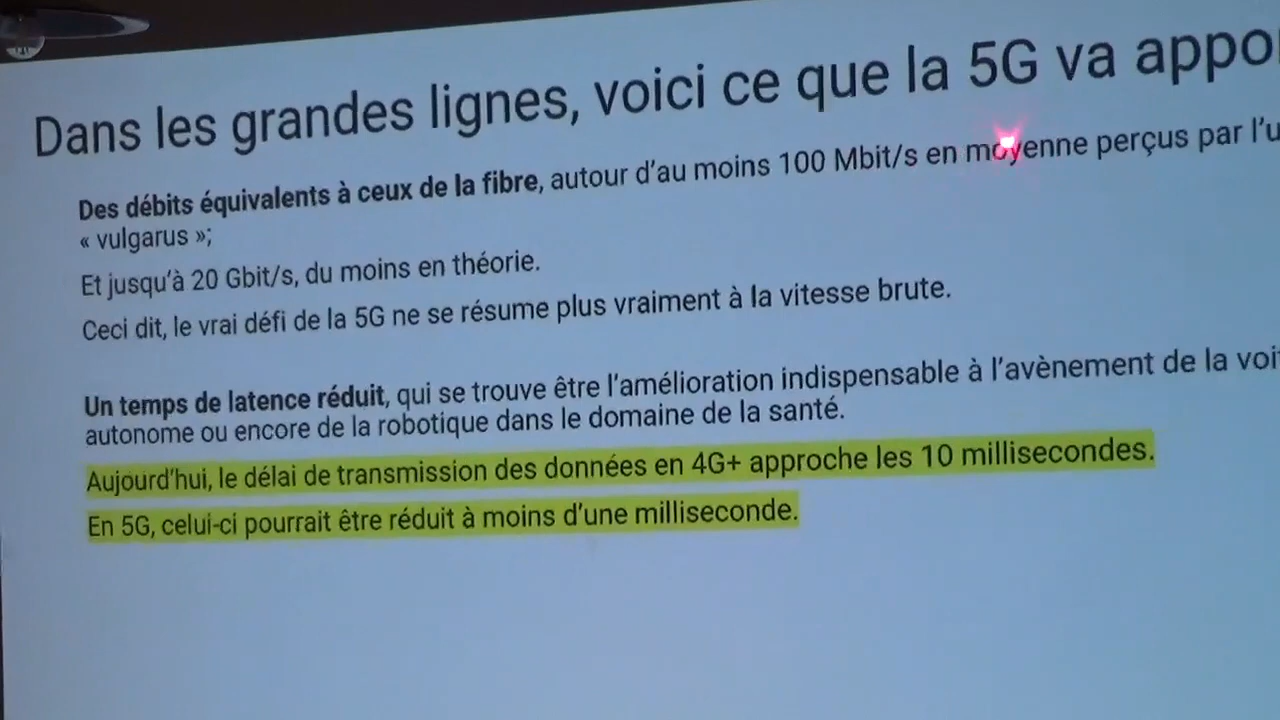 Dans les grandes lignes, voici ce que la 5G va appo
Des débits équivalents à ceux de la fibre, autour d'au moins 100 Mbit/s en moyenne perçus par l'u
« vulgarus »;
Et jusqu'à 20 Gbit/s, du moins en théorie.
Ceci dit, le vrai défi de la 5G ne se résume plus vraiment à la vitesse brute.
Un temps de latence réduit, qui se trouve être l'amélioration indispensable à l'avènement de la voi
autonome ou encore de la robotique dans le domaine de la santé.
Aujourd'hui, le délai de transmission des données en 4G+ approche les 10 millisecondes.
En 5G, celui-ci pourrait être réduit à moins d'une milliseconde.